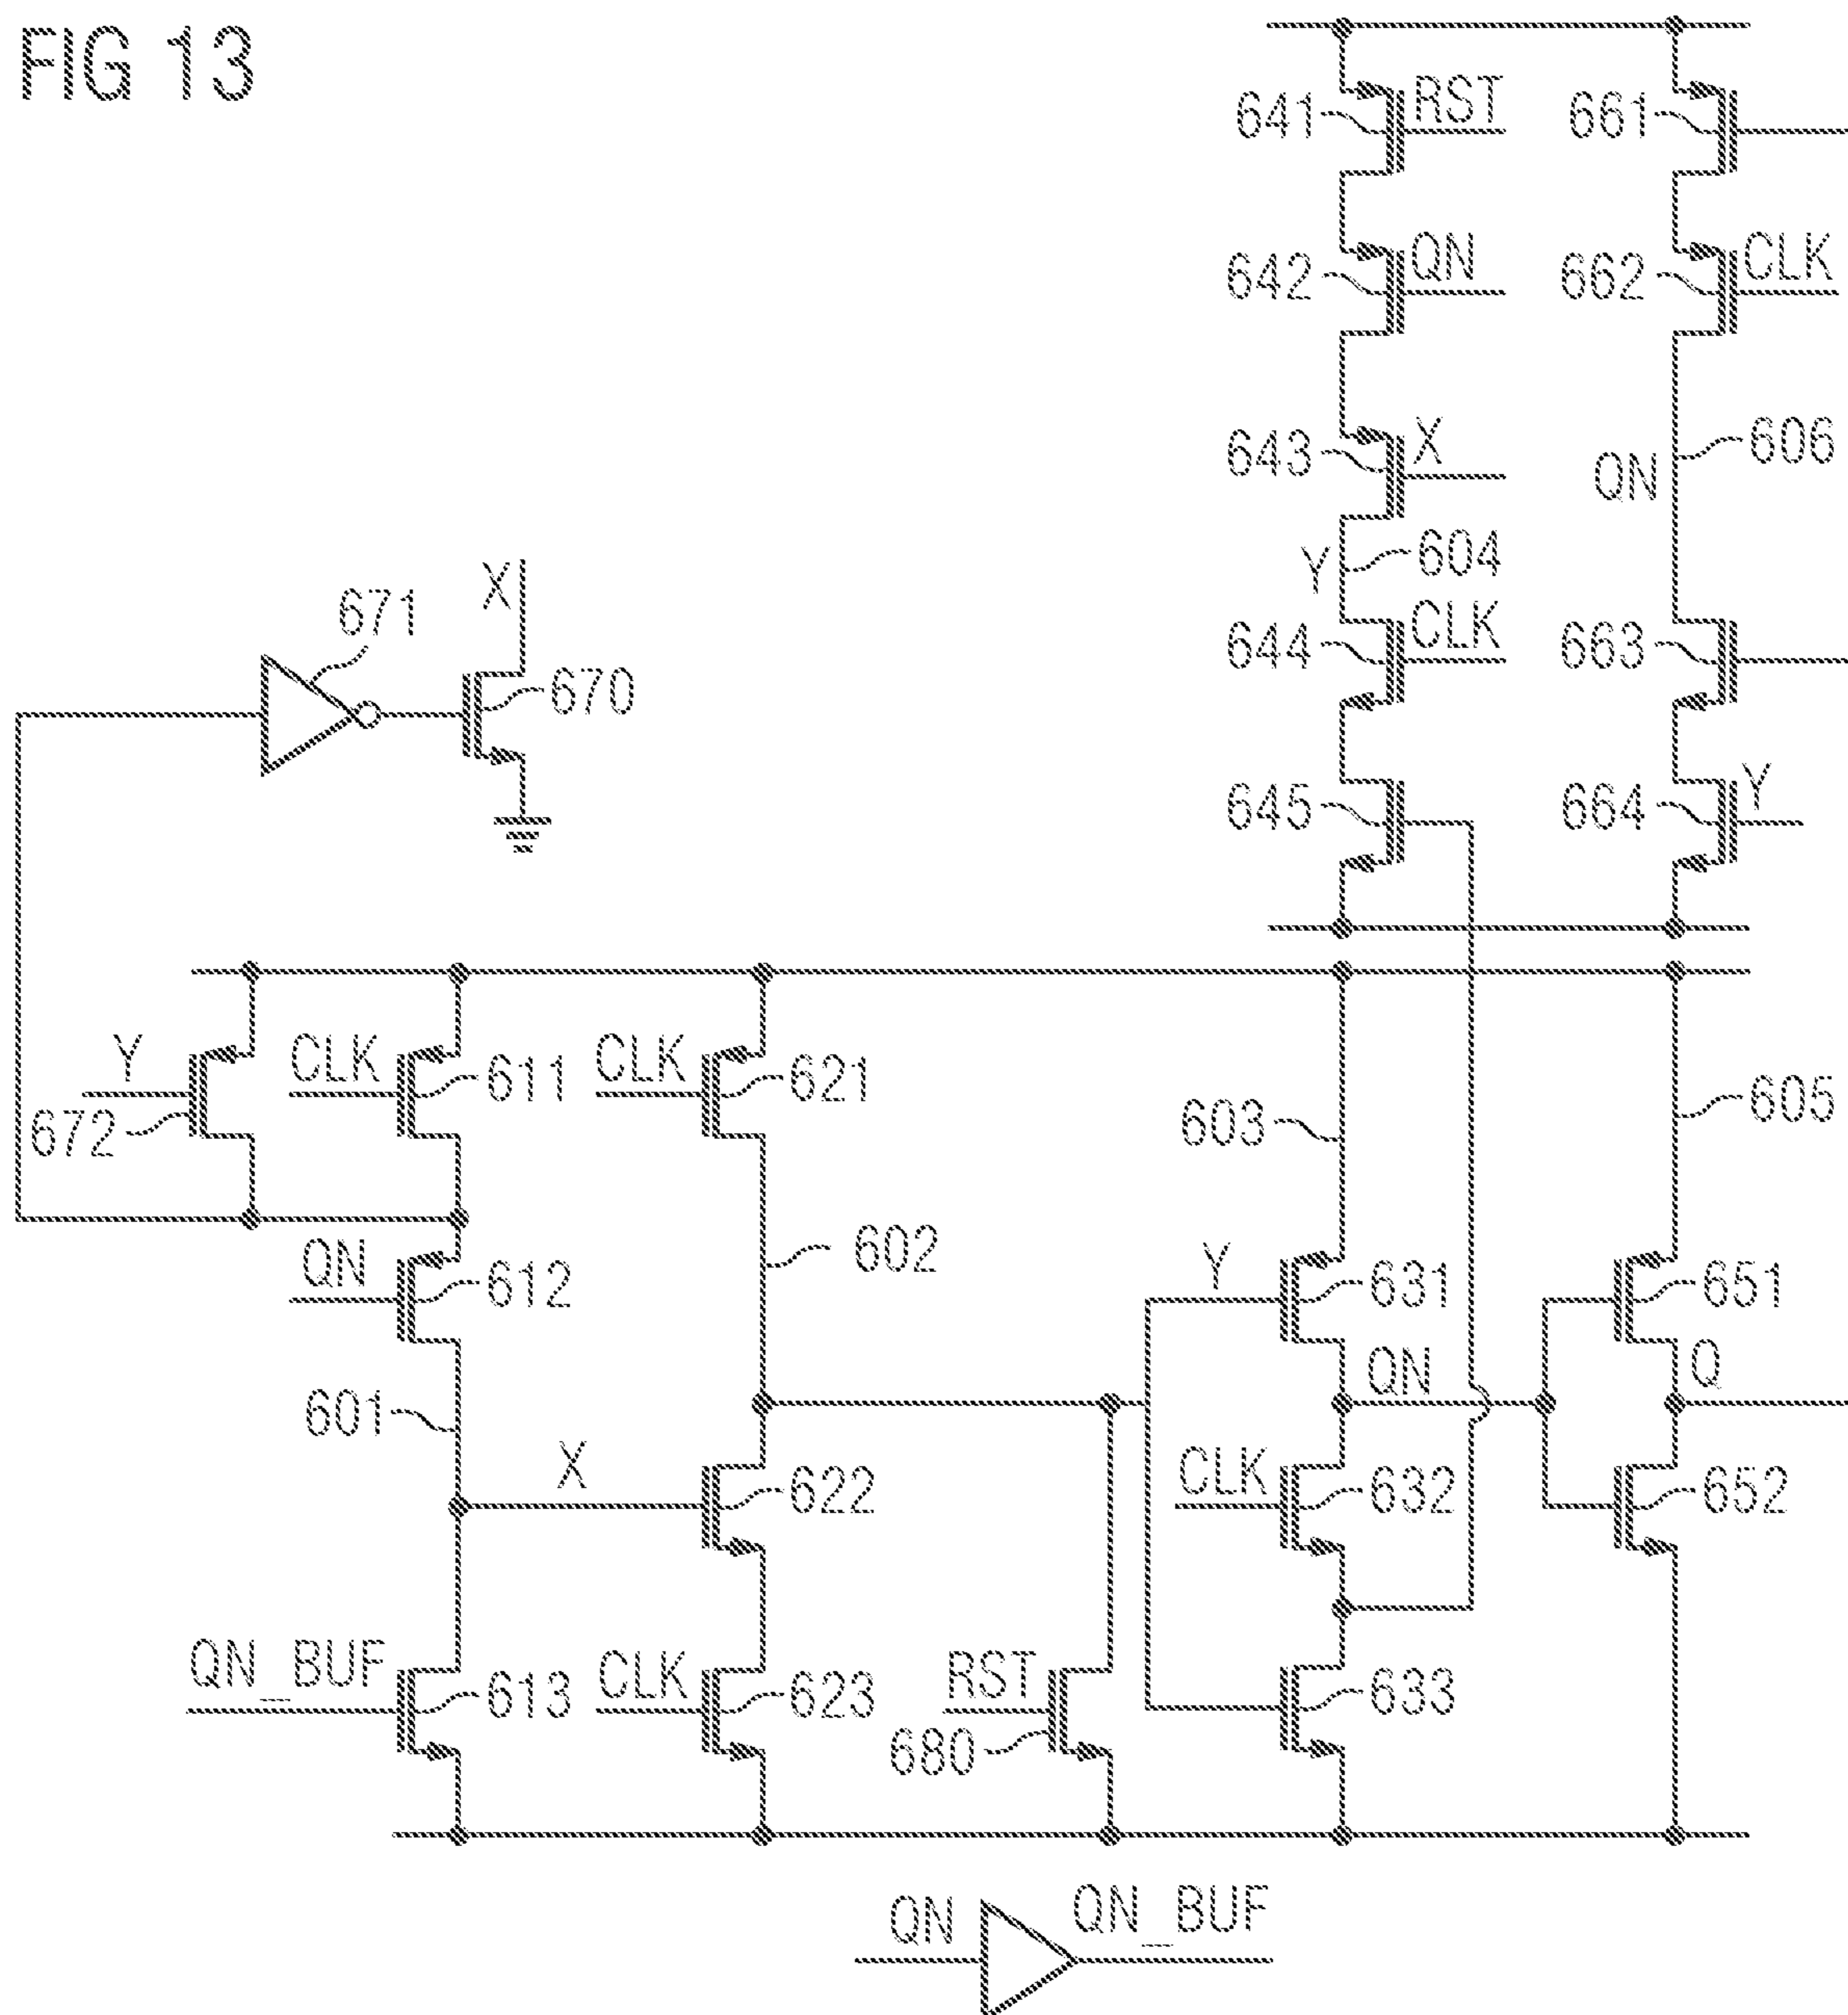 FIG 13
641 RST 661
642 QN 662 CLK
643 X 606
QN
Y 604
X
671
644 CLK 663
670
645 664 Y
Y CLK 611 CLK 621
672
603 605
QN 612 602 Y 631 651
601 QN Q
X 622 CLK 632 652
QN_BUF 613 CLK 623 RST 633
680
QN QN_BUF